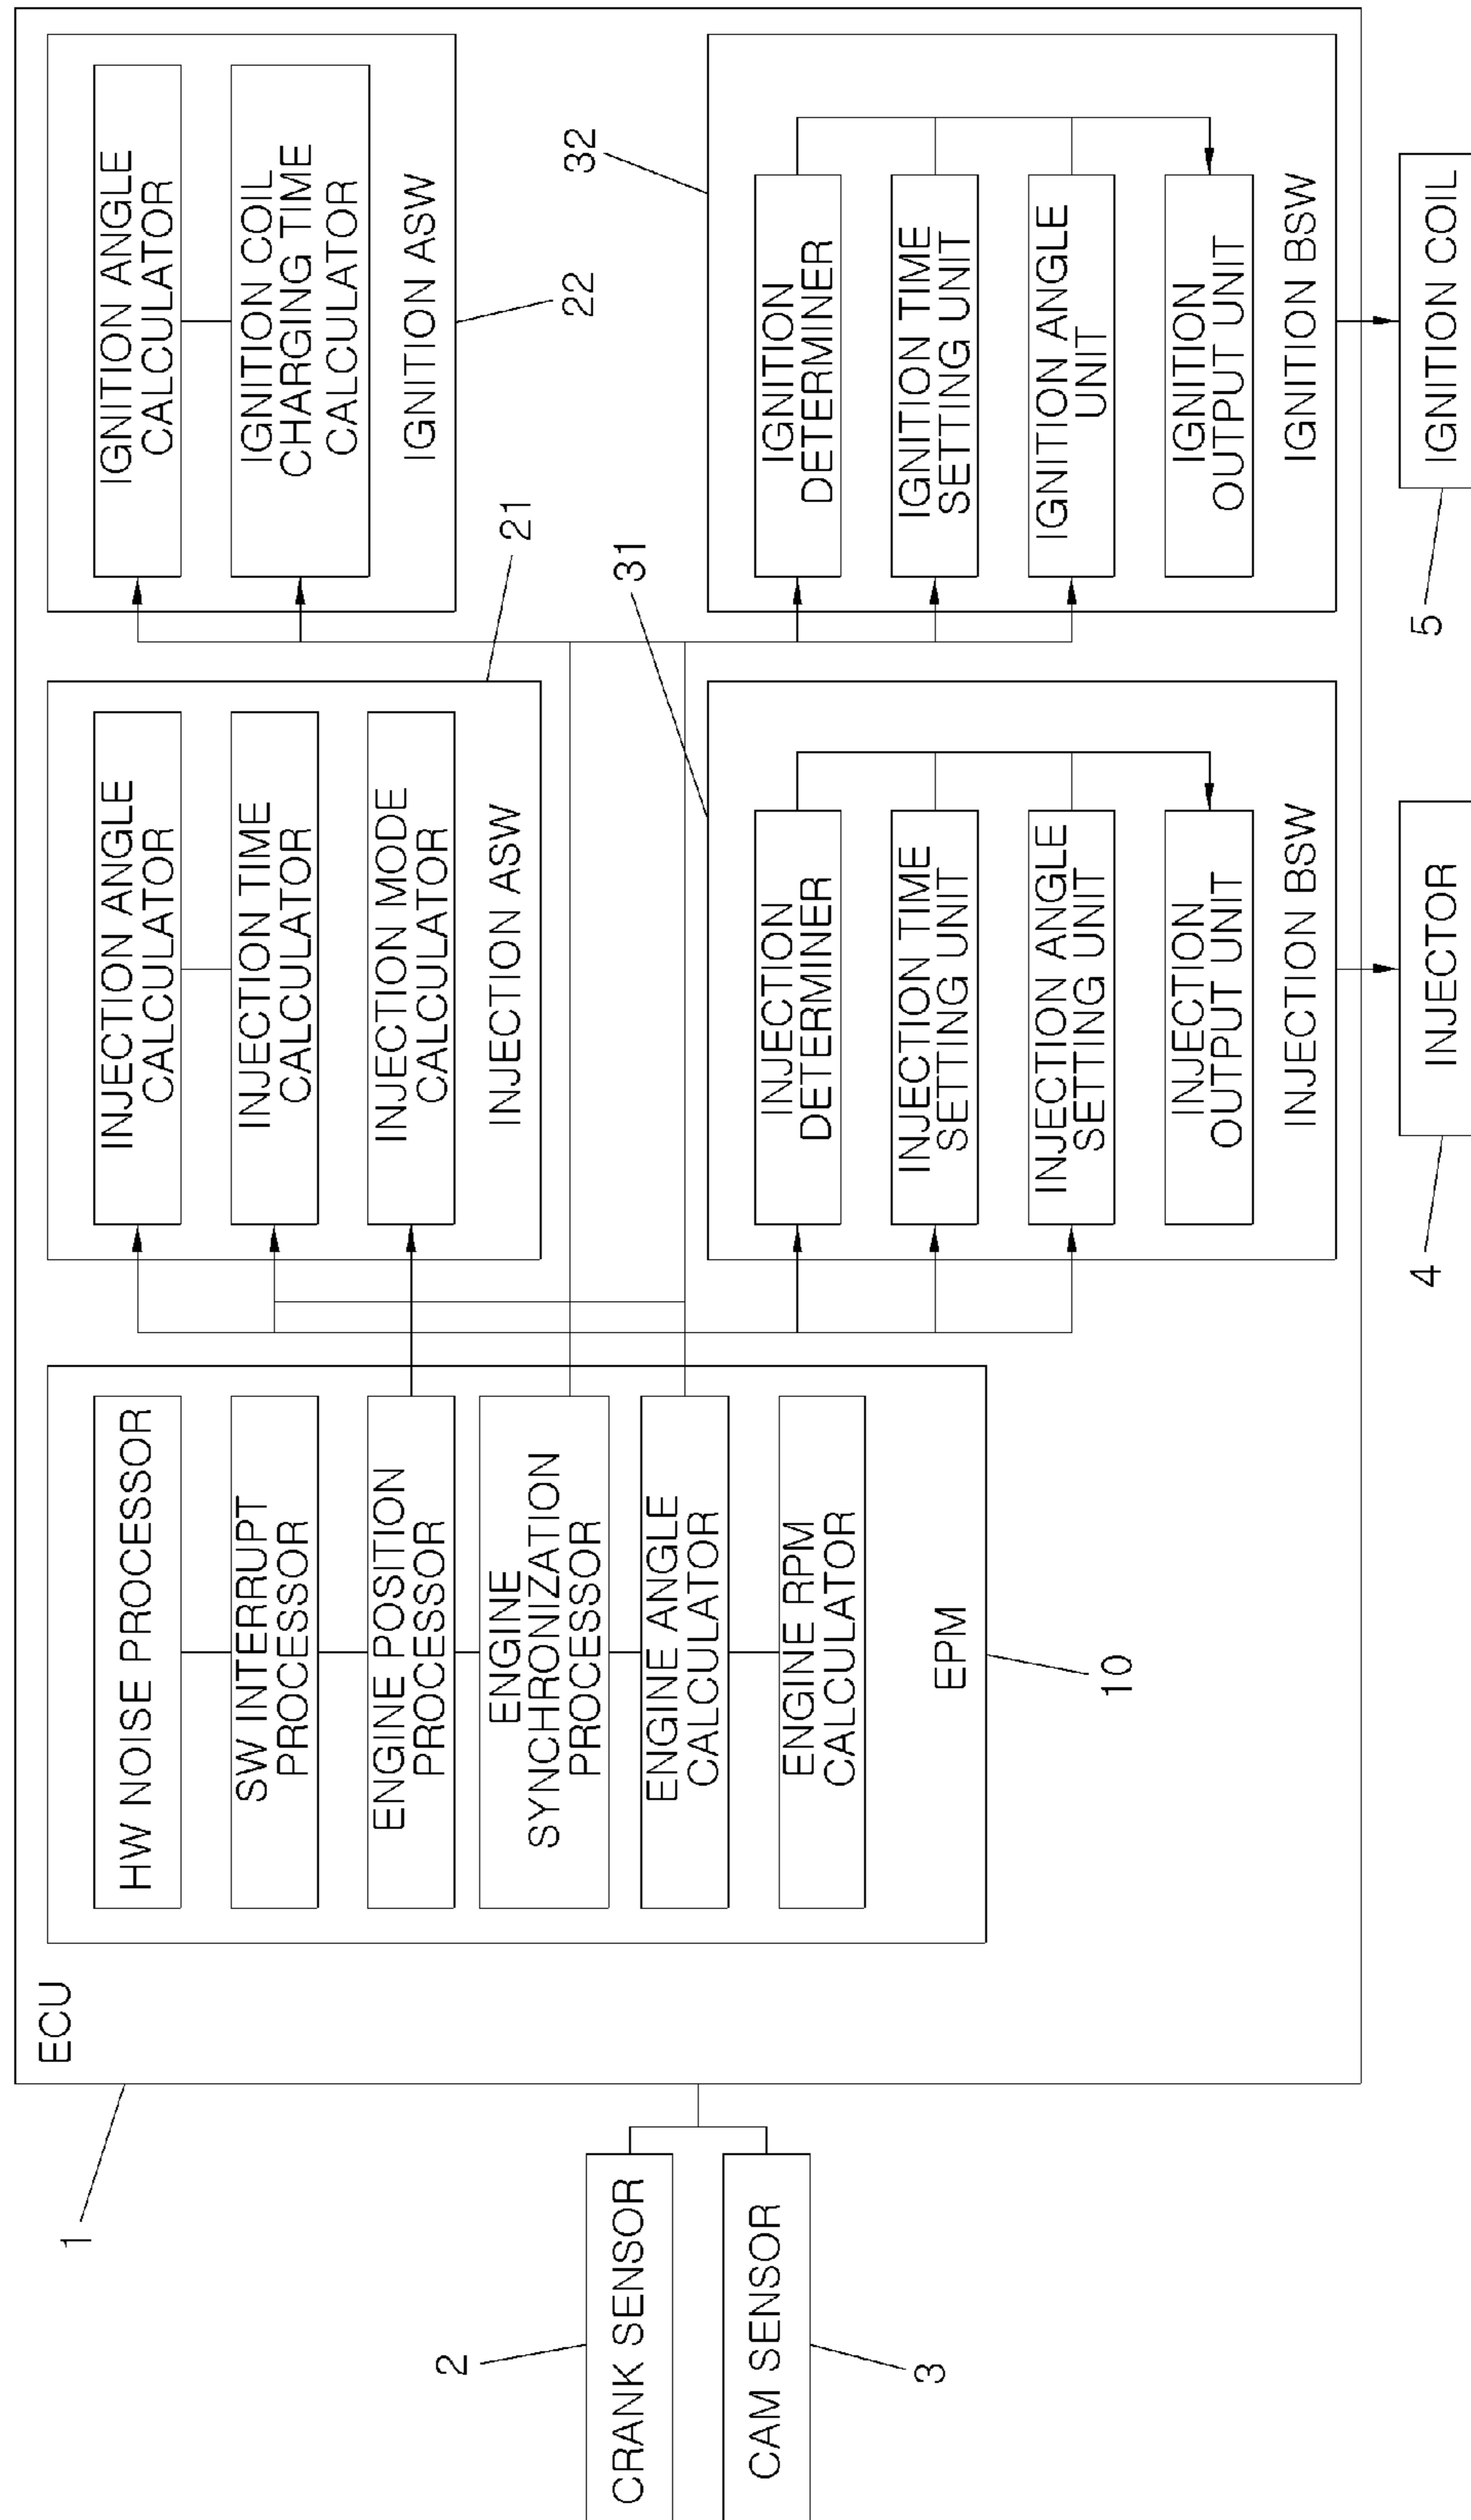 1
ECU
2
CRANK SENSOR
CAM SENSOR
3
HW NOISE PROCESSOR
SW INTERRUPT
PROCESSOR
ENGINE POSITION
PROCESSOR
ENGINE
SYNCHRONIZATION
PROCESSOR
ENGINE ANGLE
CALCULATOR
ENGINE RPM
CALCULATOR
EPM
10
INJECTION ANGLE
CALCULATOR
INJECTION TIME
CALCULATOR
INJECTION MODE
CALCULATOR
INJECTION ASW
21
IGNITION ANGLE
CALCULATOR
IGNITION COIL
CHARGING TIME
CALCULATOR
IGNITION ASW
22
31
INJECTION
DETERMINER
INJECTION TIME
SETTING UNIT
INJECTION ANGLE
SETTING UNIT
INJECTION
OUTPUT UNIT
INJECTION BSW
32
IGNITION
DETERMINER
IGNITION TIME
SETTING UNIT
IGNITION ANGLE
UNIT
IGNITION
OUTPUT UNIT
IGNITION BSW
4
INJECTOR
5
IGNITION COIL